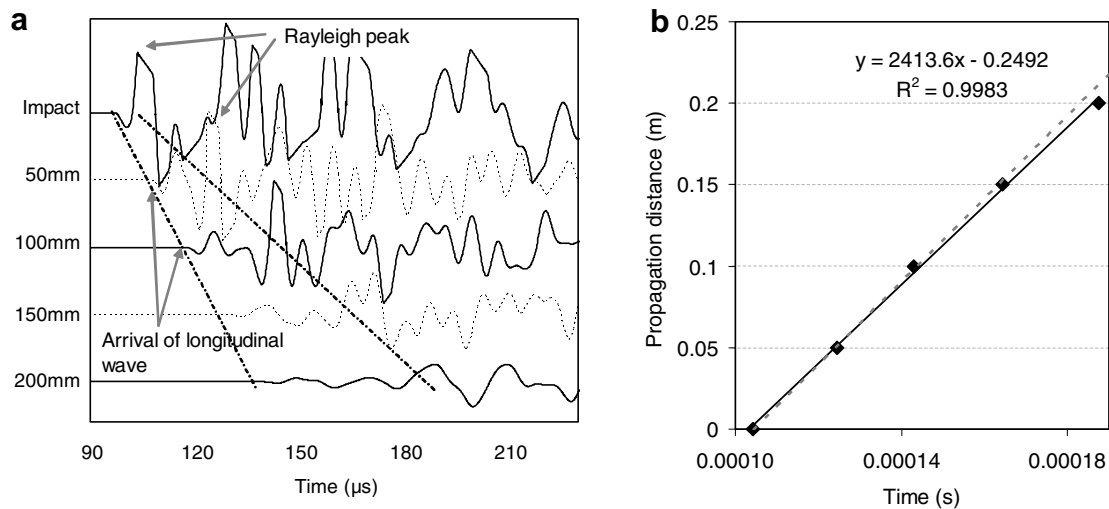 a
Rayleigh peak
Impact
50mm
100mm
150mm
200mm
Arrival of longitudinal
wave
90 120 150 180 210
Time (µs)
b
y = 2413.6x - 0.2492
R² = 0.9983
Propagation distance (m)
0.25
0.2
0.15
0.1
0.05
0
0.00010 0.00014 0.00018
Time (s)